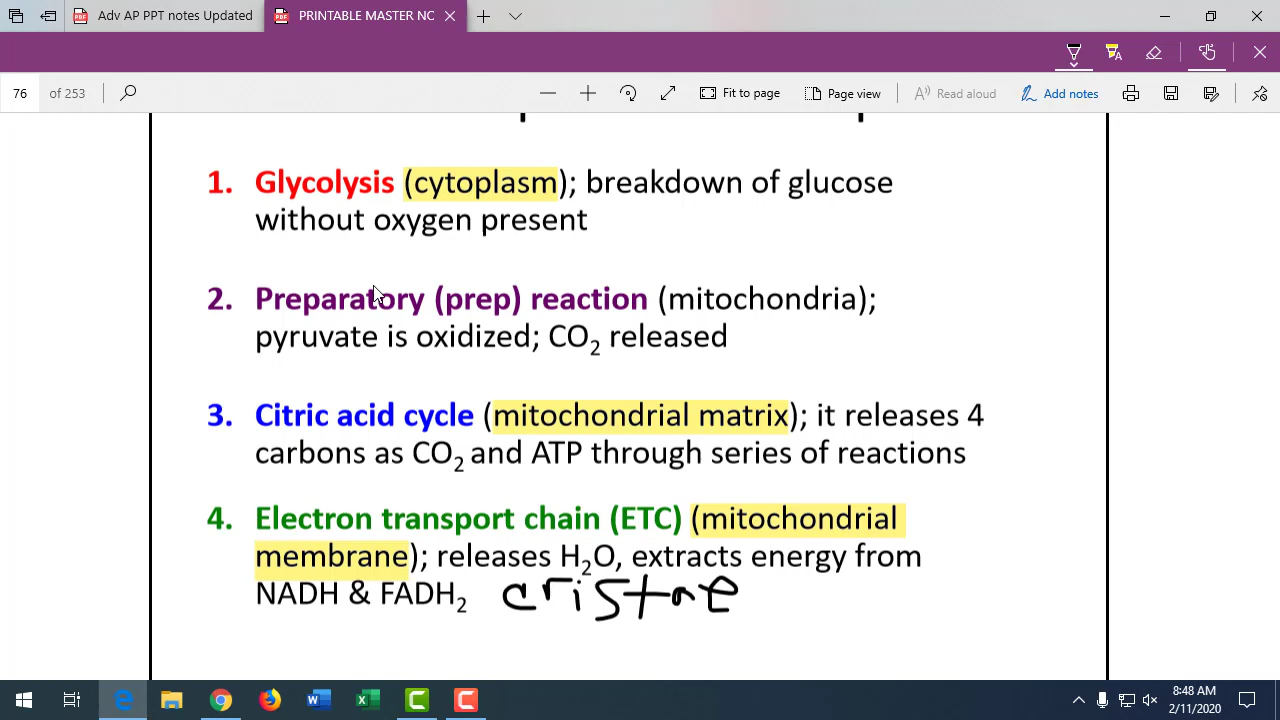 Adv AP PPT notes Updated
PRINTABLE MASTER NC
76 of 253
Fit to page
Page view
Read aloud
Add notes
1. Glycolysis (cytoplasm); breakdown of glucose
without oxygen present
2. Preparatory (prep) reaction (mitochondria);
pyruvate is oxidized; CO₂ released
3. Citric acid cycle (mitochondrial matrix); it releases 4
carbons as CO₂ and ATP through series of reactions
4. Electron transport chain (ETC) (mitochondrial
membrane); releases H₂O, extracts energy from
NADH & FADH₂ cristae
8:48 AM
2/11/2020